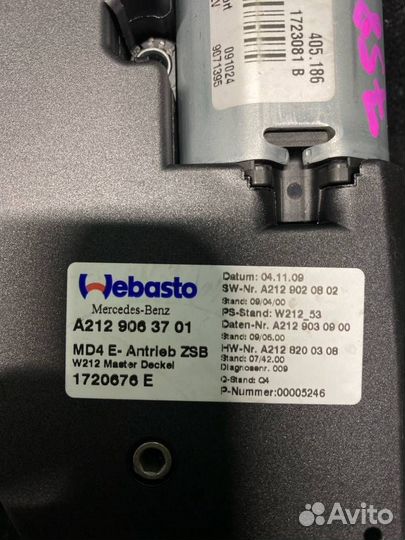 405.186
1723081 B
091024
9071395
Webasto
Mercedes-Benz
A212 906 37 01
MD4 E- Antrieb ZSB
W212 Master Deckel
1720676 E
Datum: 04.11.09
SW-Nr. A212 902 08 02
Stand: 09/04/00
PS-Stand: W212_53
Daten-Nr. A212 903 09 00
Stand: 09/05.00
HW-Nr. A212 820 03 08
Stand: 07/42.00
Diagnosenr. 009
Q-Stand: Q4
P-Nummer:00005246
Avito